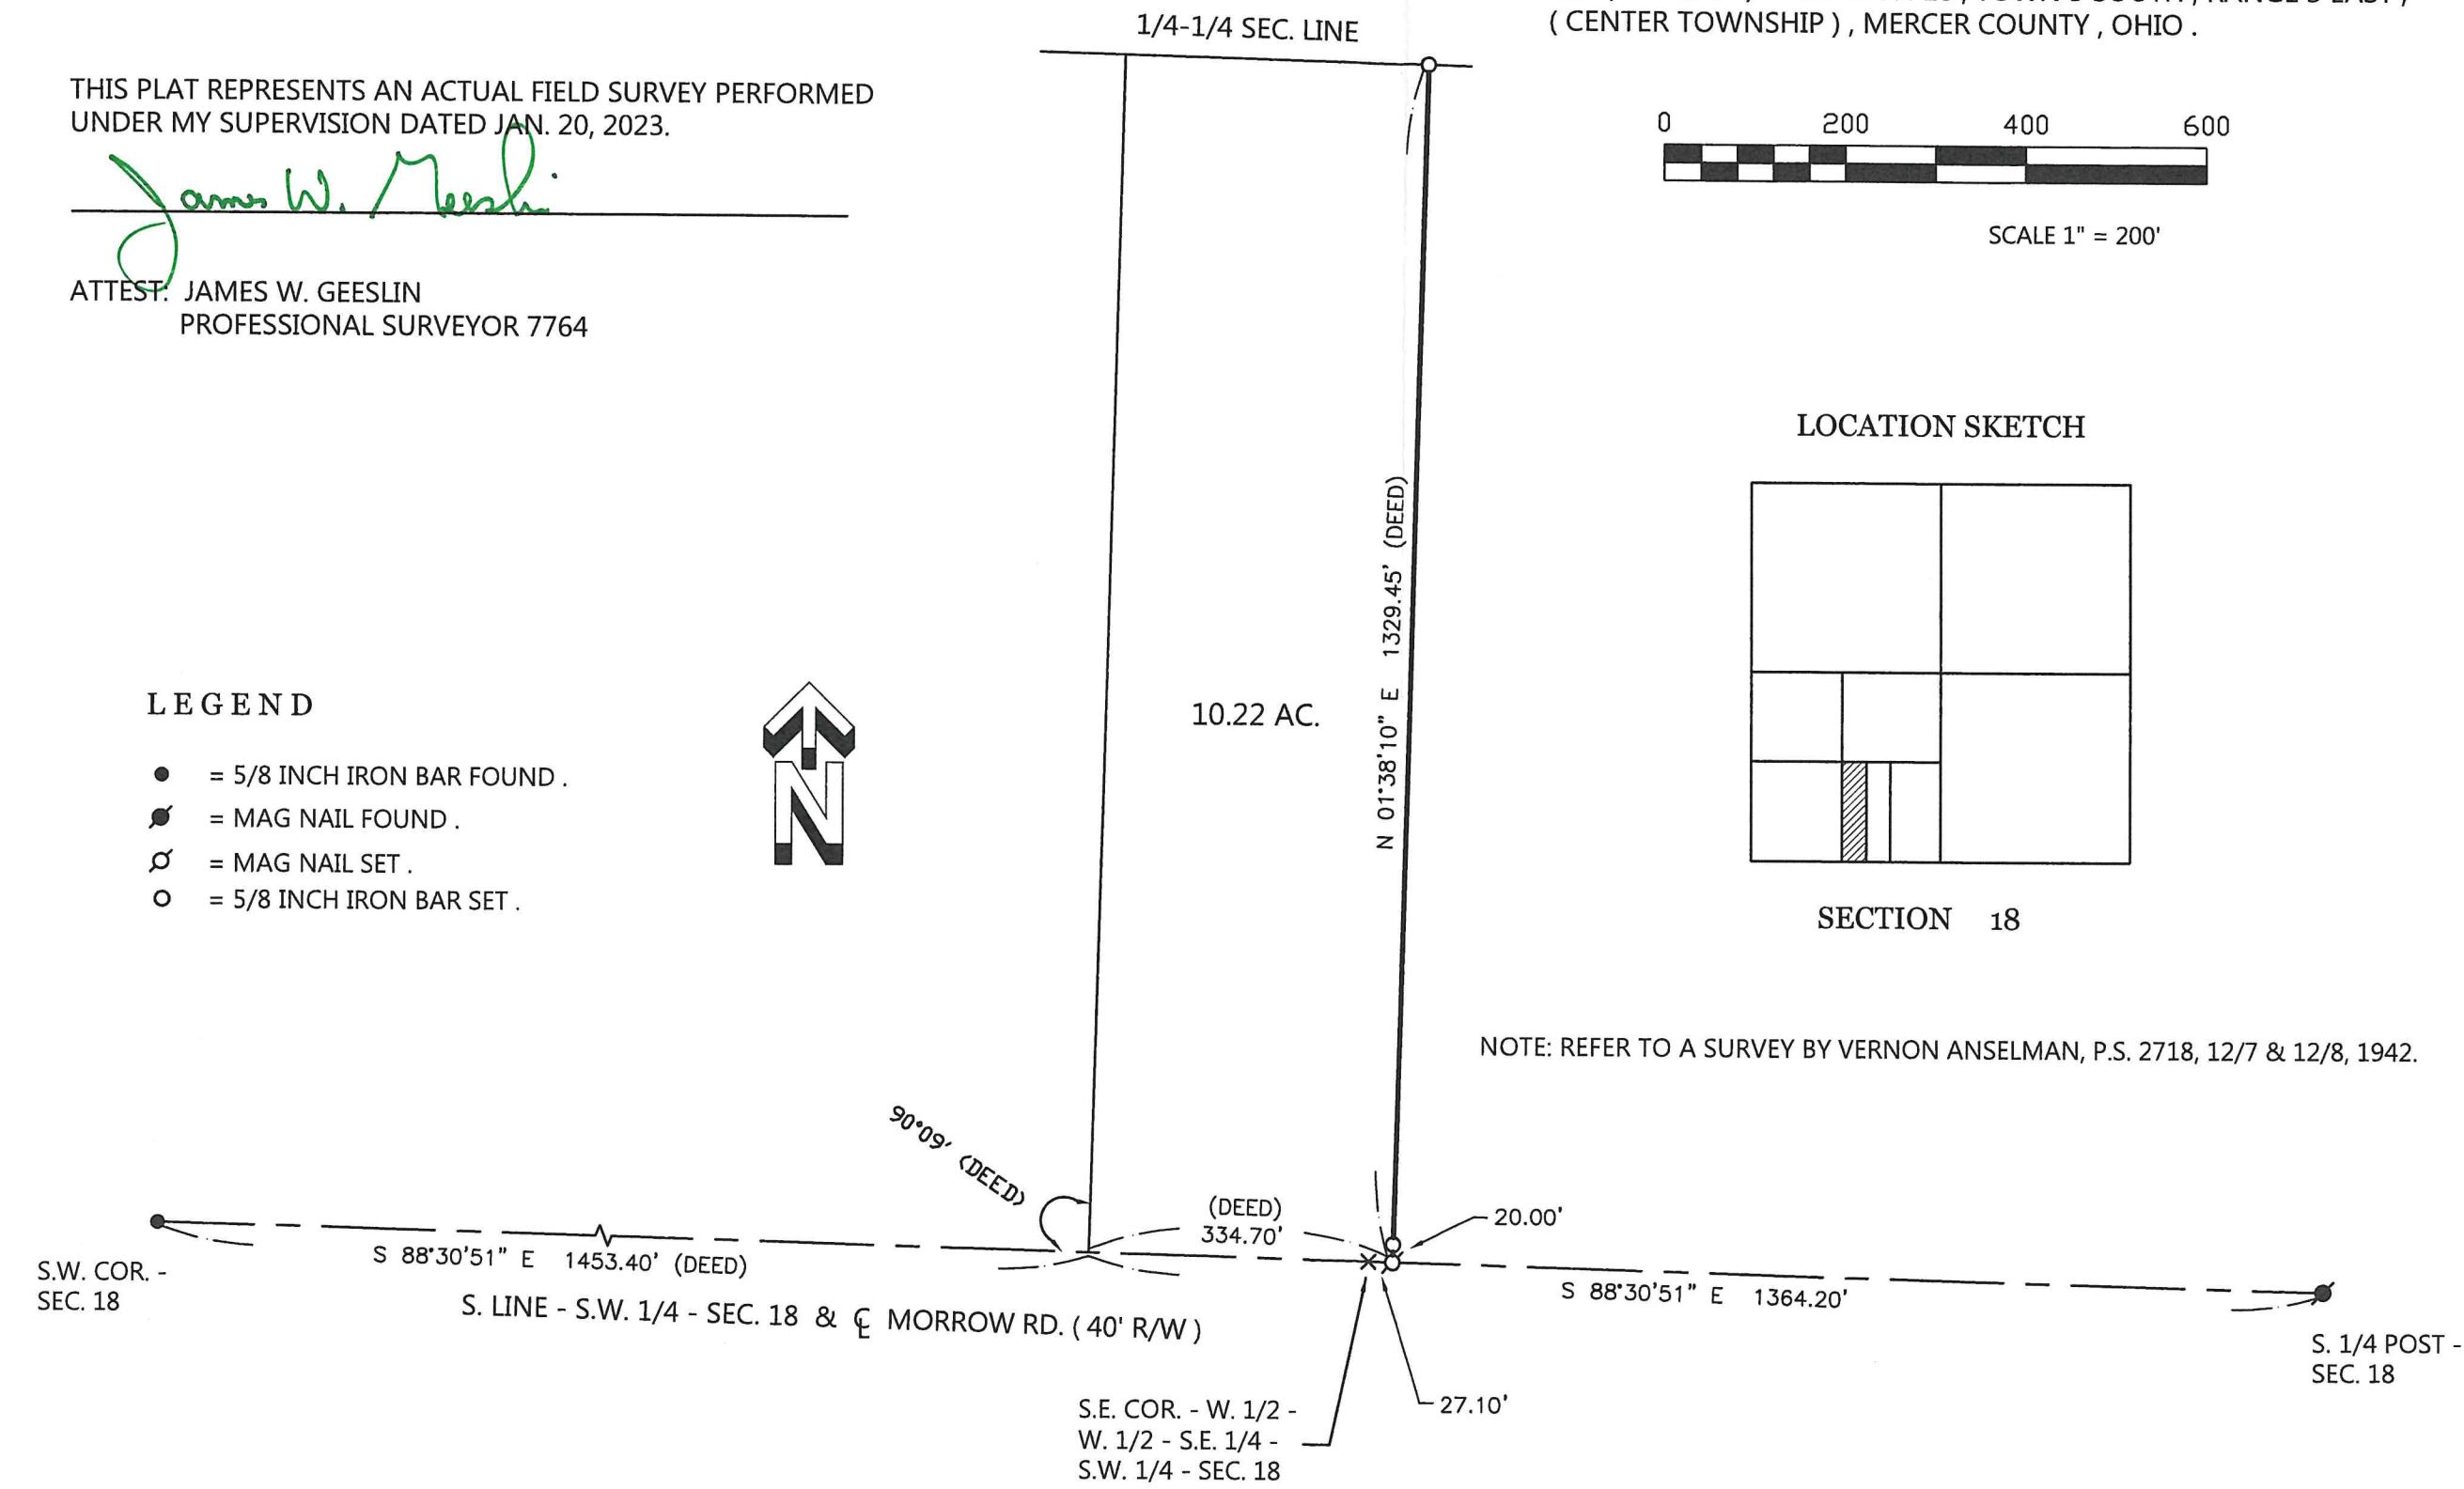 ( CENTER TOWNSHIP ) , MERCER COUNTY , OHIO .
1/4-1/4 SEC. LINE
THIS PLAT REPRESENTS AN ACTUAL FIELD SURVEY PERFORMED
UNDER MY SUPERVISION DATED JAN. 20, 2023.
James W. Geeslin
ATTEST: JAMES W. GEESLIN
PROFESSIONAL SURVEYOR 7764
0 200 400 600
SCALE 1" = 200'
LOCATION SKETCH
SECTION 18
LEGEND
= 5/8 INCH IRON BAR FOUND .
= MAG NAIL FOUND .
= MAG NAIL SET .
= 5/8 INCH IRON BAR SET .
N
10.22 AC.
N 01°38'10" E 1329.45' (DEED)
NOTE: REFER TO A SURVEY BY VERNON ANSELMAN, P.S. 2718, 12/7 & 12/8, 1942.
90°09' (DEED)
(DEED)
334.70'
20.00'
S 88°30'51" E 1453.40' (DEED)
S.W. COR. -
SEC. 18
S. LINE - S.W. 1/4 - SEC. 18 & ℄ MORROW RD. ( 40' R/W )
S 88°30'51" E 1364.20'
S. 1/4 POST -
SEC. 18
27.10'
S.E. COR. - W. 1/2 -
W. 1/2 - S.E. 1/4 -
S.W. 1/4 - SEC. 18